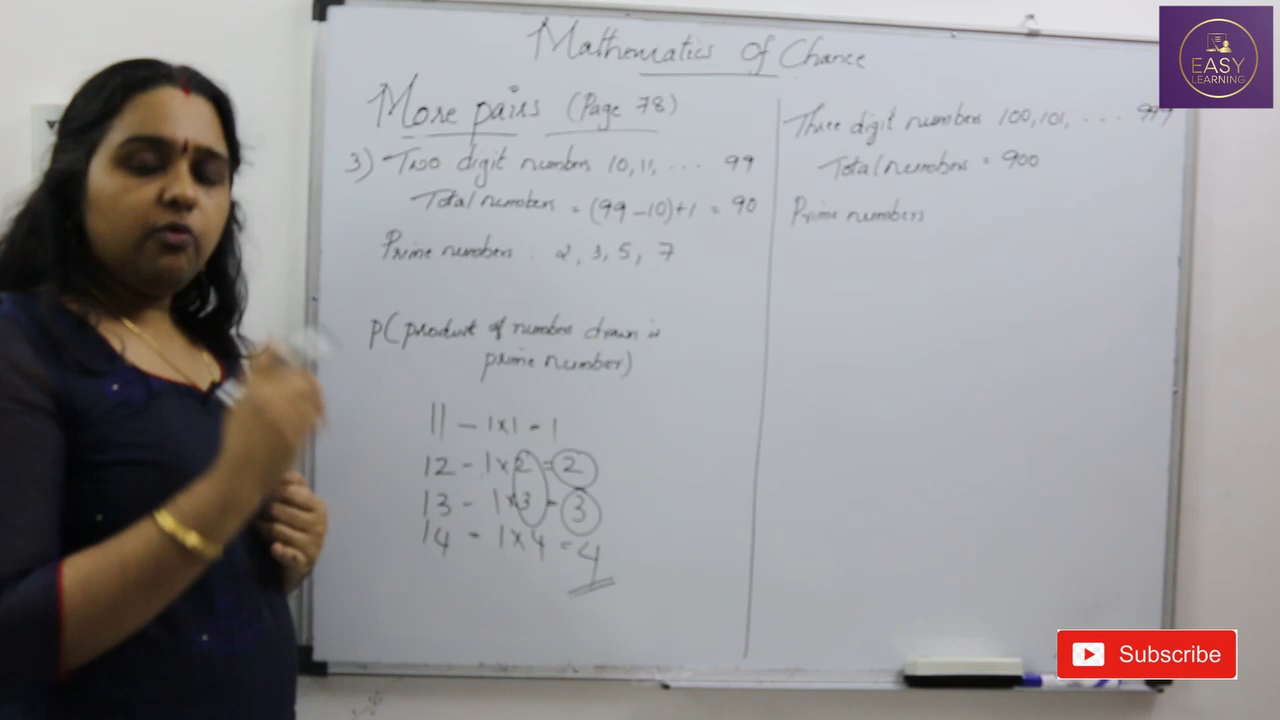 Mathematics of Chance
More pairs (Page 78)
3) Two digit numbers 10, 11, ... 99
Total numbers = (99 - 10) + 1 = 90
Prime numbers : 2, 3, 5, 7
P(product of numbers drawn is
prime number)
11 - 1x1 = 1
12 - 1x2 = 2
13 - 1x3 = 3
14 - 1x4 = 4
Three digit numbers 100, 101, ... 999
Total numbers = 900
Prime numbers
EASY
LEARNING
Subscribe